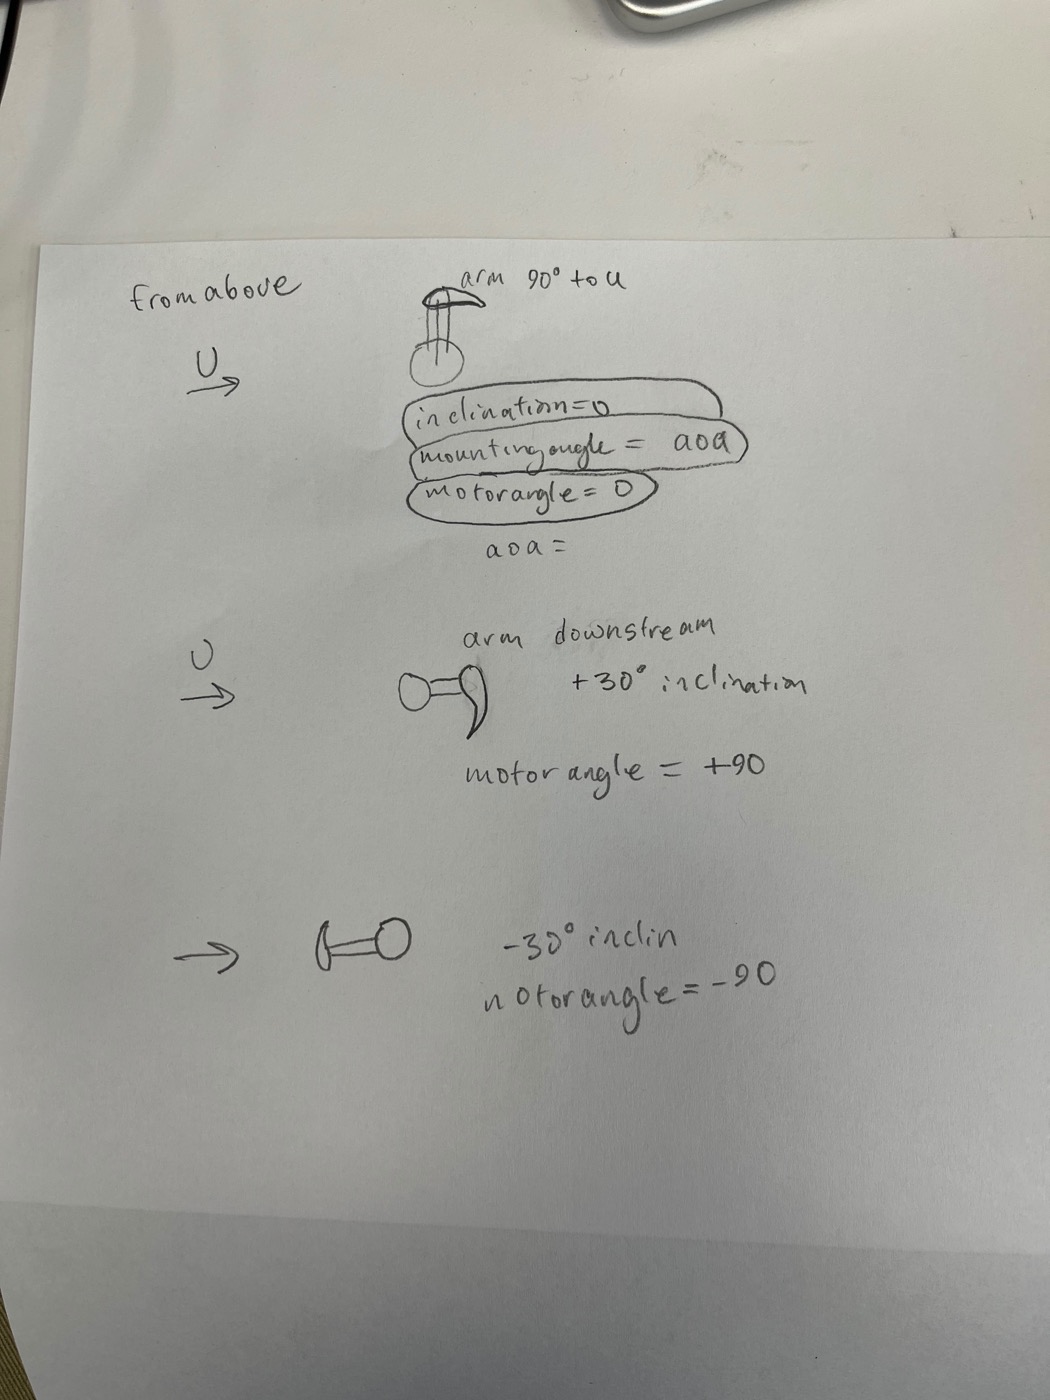 from above
arm 90° to u
U
inclination=0
mounting angle = aoa
motorangle = 0
aoa =
U
arm downstream
+30° inclination
motor angle = +90
-30° inclin
motorangle = -90